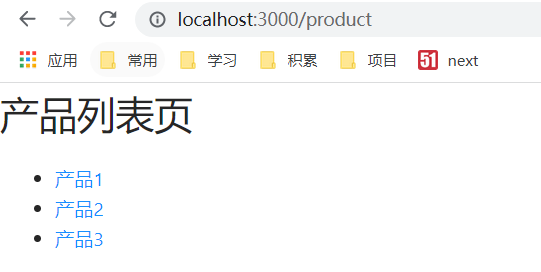 localhost:3000/product
应用 常用 学习 积累 项目 51 next
产品列表页
产品1
产品2
产品3